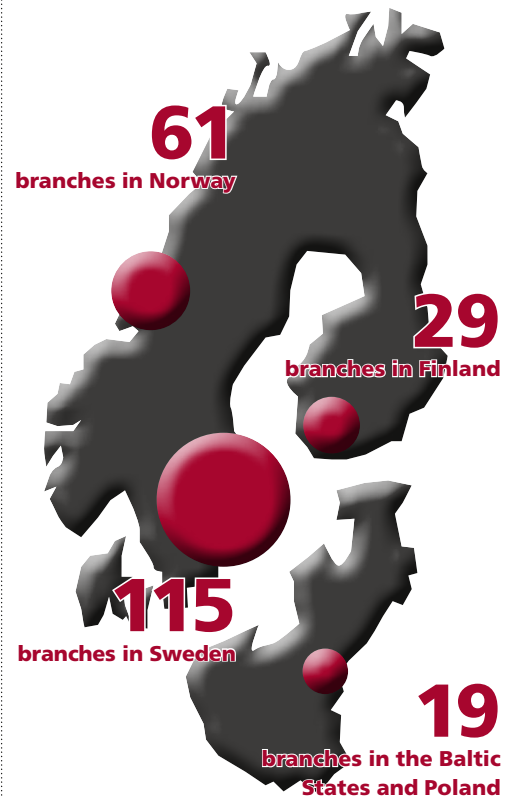 61
branches in Norway
29
branches in Finland
115
branches in Sweden
19
branches in the Baltic
States and Poland